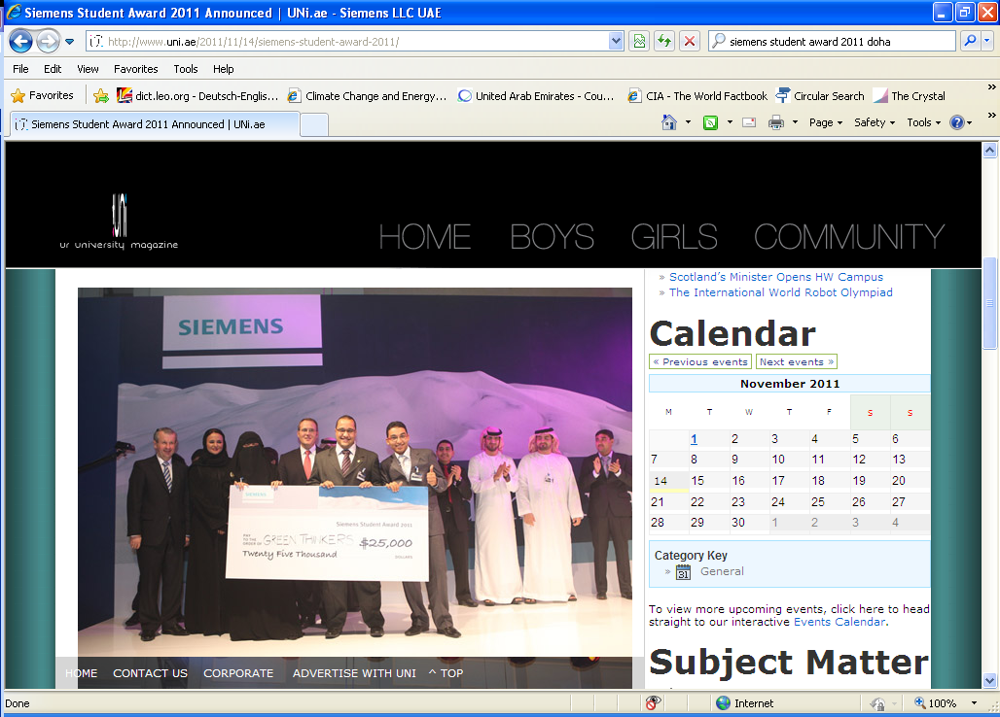 Siemens Student Award 2011 Announced | UNi.ae - Siemens LLC UAE
http://www.uni.ae/2011/11/14/siemens-student-award-2011/
siemens student award 2011 doha
File Edit View Favorites Tools Help
Favorites dict.leo.org - Deutsch-Englis... Climate Change and Energy... United Arab Emirates - Cou... CIA - The World Factbook Circular Search The Crystal »
Siemens Student Award 2011 Announced | UNi.ae
Page Safety Tools »
uni
ur university magazine
HOME BOYS GIRLS COMMUNITY
SIEMENS
SIEMENS
Siemens Student Award 2011
PAY
TO THE
ORDER OF GREEN THINKERS $25,000
Twenty Five Thousand DOLLARS
» Scotland's Minister Opens HW Campus
» The International World Robot Olympiad
Calendar
« Previous events Next events »
November 2011
M T W T F S S
1 2 3 4 5 6
7 8 9 10 11 12 13
14 15 16 17 18 19 20
21 22 23 24 25 26 27
28 29 30 1 2 3 4
Category Key
» 31 General
To view more upcoming events, click here to head
straight to our interactive Events Calendar.
Subject Matter
HOME CONTACT US CORPORATE ADVERTISE WITH UNI ^ TOP
Done Internet 100%